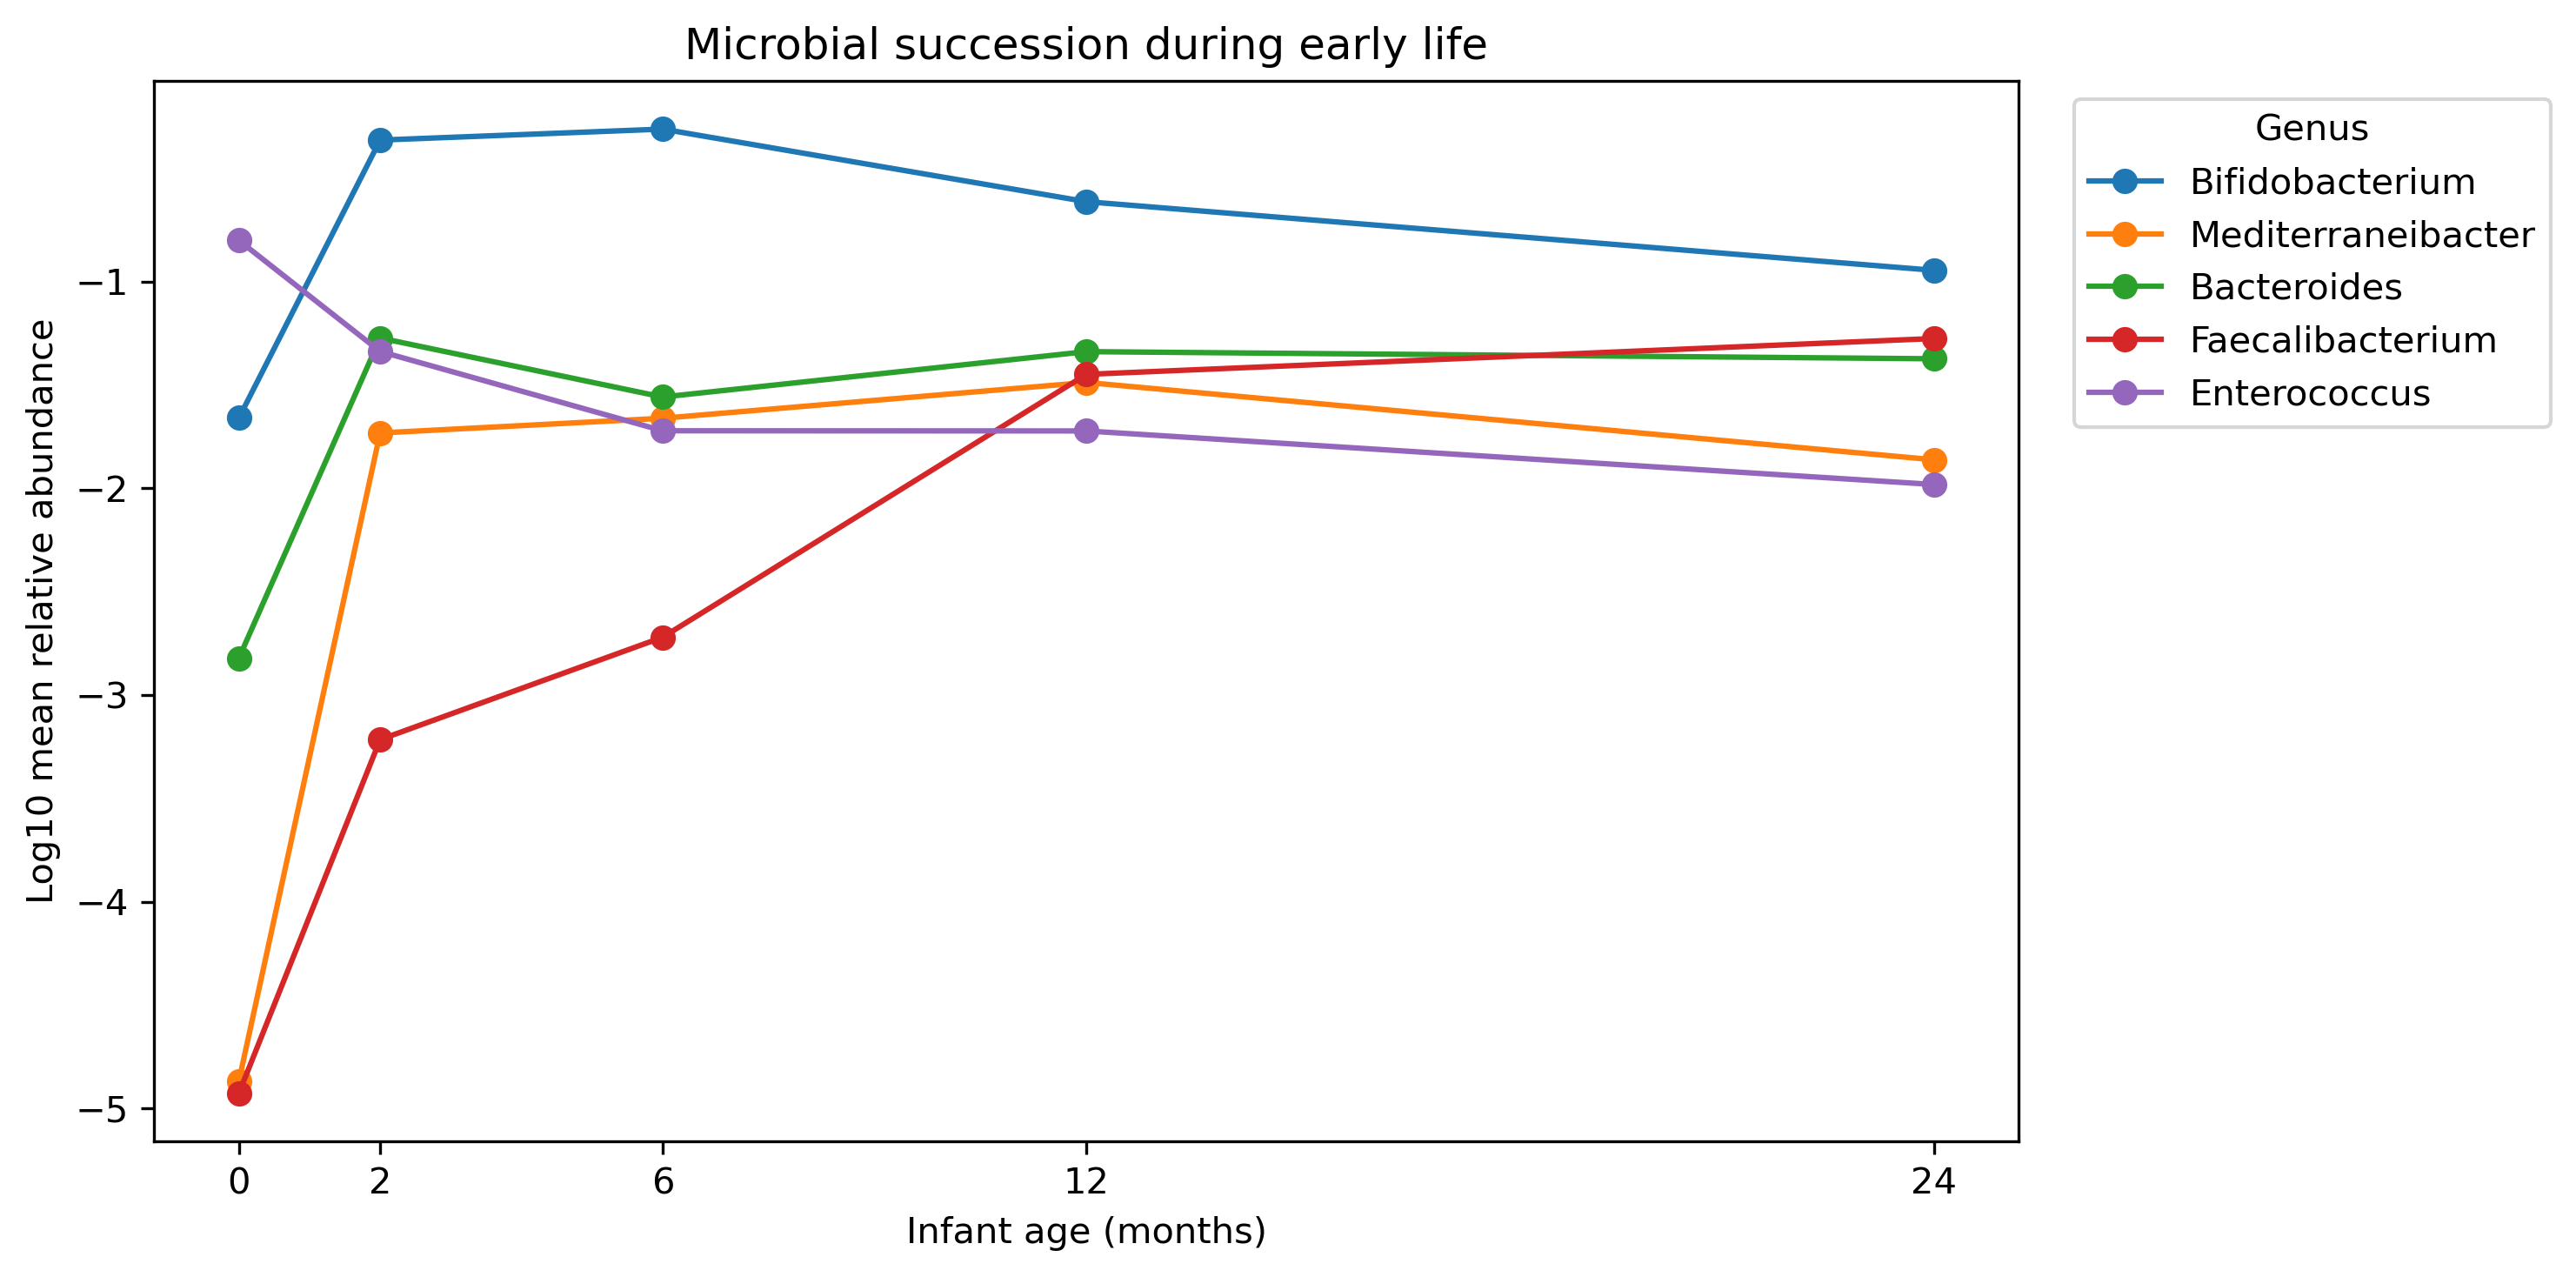 Microbial succession during early life
Log10 mean relative abundance
−1
−2
−3
−4
−5
0
2
6
12
24
Infant age (months)
Genus
Bifidobacterium
Mediterraneibacter
Bacteroides
Faecalibacterium
Enterococcus